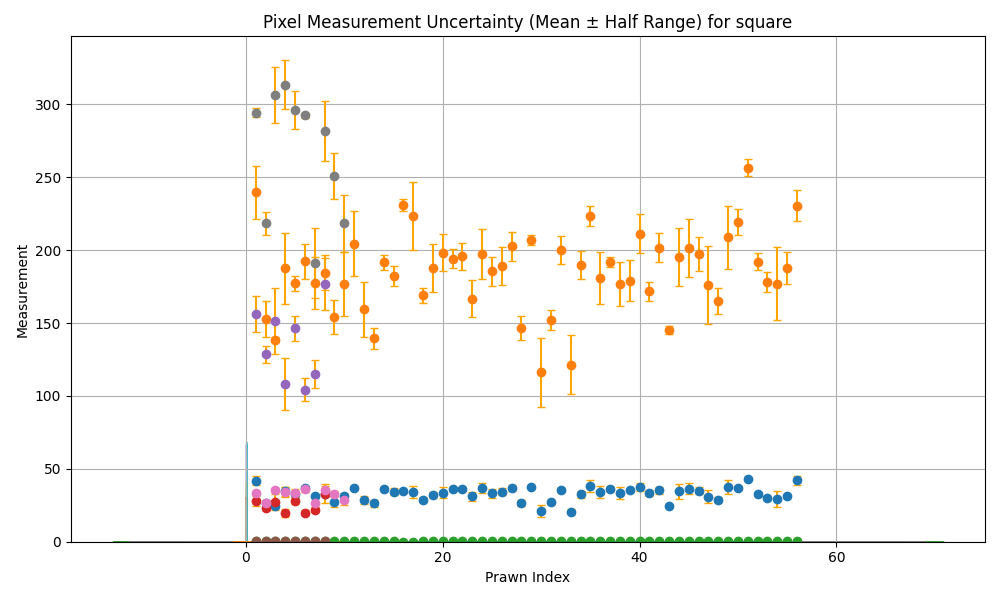 Pixel Measurement Uncertainty (Mean ± Half Range) for square
Measurement
300
250
200
150
100
50
0
0 20 40 60
Prawn Index